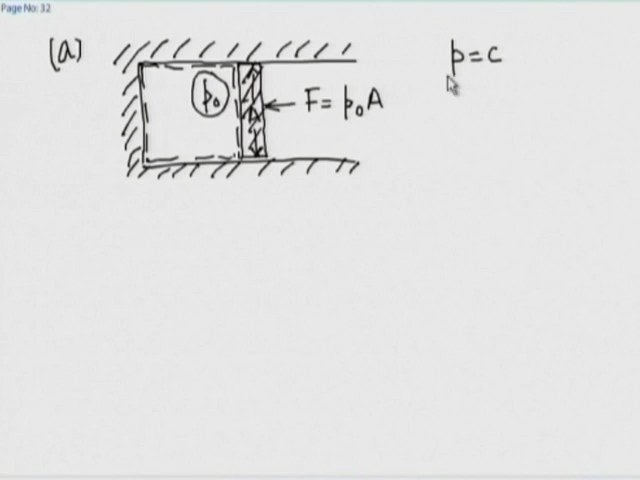 Page No: 32
(a)
p₀
A
F = p₀A
p = c